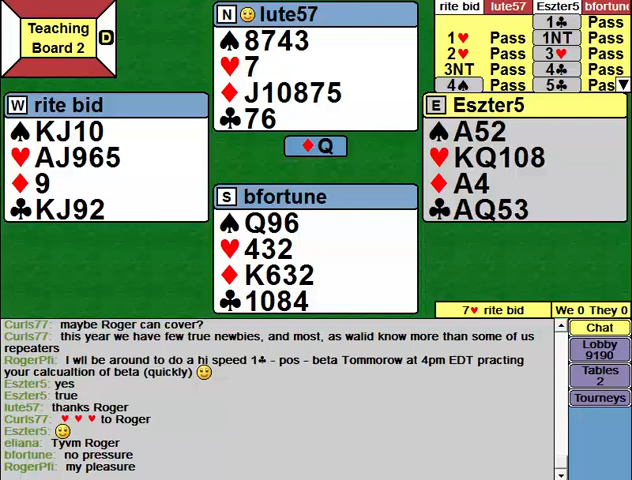 Teaching
Board 2
D
N lute57
♠8743
♥7
♦J10875
♣76
rite bid lute57 Eszter5 bfortune
1♣ Pass
1♥ Pass 1NT Pass
2♥ Pass 3♥ Pass
3NT Pass 4♣ Pass
4♠ Pass 5♣ Pass
W rite bid
♠KJ10
♥AJ965
♦9
♣KJ92
♦Q
E Eszter5
♠A52
♥KQ108
♦A4
♣AQ53
S bfortune
♠Q96
♥432
♦K632
♣1084
7♥ rite bid We 0 They 0
Curls77: maybe Roger can cover?
Curls77: this year we have few true newbies, and most, as walid know more than some of us
repeaters
RogerPfi: I wll be around to do a hi speed 1♣ - pos - beta Tommorow at 4pm EDT practing
your calcualtion of beta (quickly)
Eszter5: yes
Eszter5: true
lute57: thanks Roger
Curls77: ♥ ♥ ♥ to Roger
Eszter5:
eliana: Tyvm Roger
bfortune: no pressure
RogerPfi: my pleasure
Chat
Lobby
9190
Tables
2
Tourneys